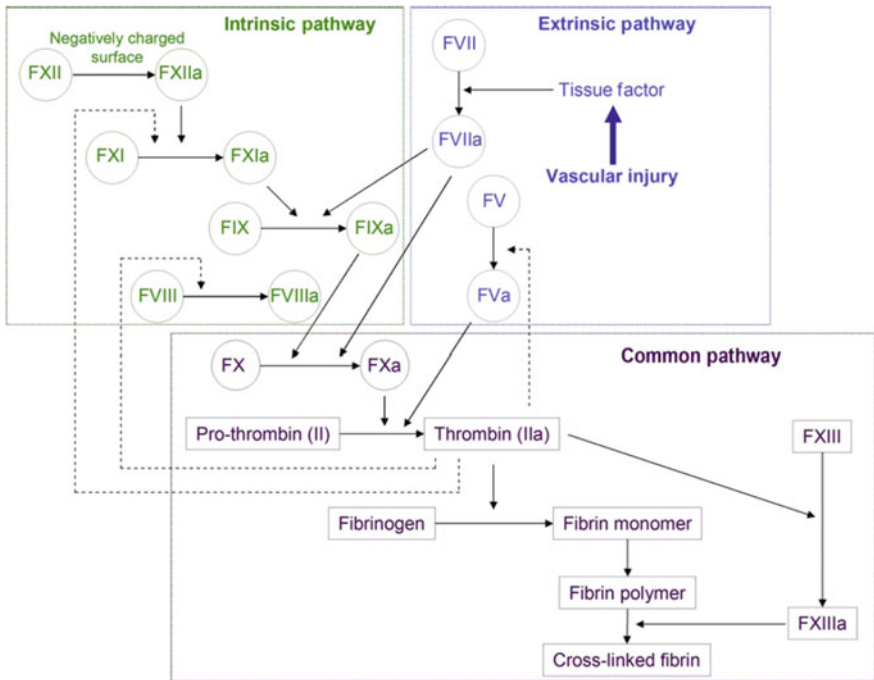 Intrinsic pathway
Negatively charged
surface
FXII
FXIIa
FXI
FXIa
FIX
FIXa
FVIII
FVIIIa
Extrinsic pathway
FVII
Tissue factor
FVIIa
Vascular injury
FV
FVa
Common pathway
FX
FXa
Pro-thrombin (II)
Thrombin (IIa)
FXIII
Fibrinogen
Fibrin monomer
Fibrin polymer
FXIIIa
Cross-linked fibrin